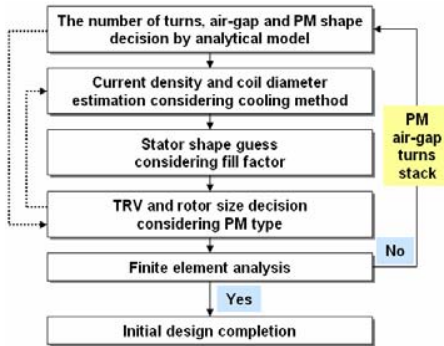 The number of turns, air-gap and PM shape
decision by analytical model
Current density and coil diameter
estimation considering cooling method
PM
air-gap
turns
stack
Stator shape guess
considering fill factor
TRV and rotor size decision
considering PM type
No
Finite element analysis
Yes
Initial design completion